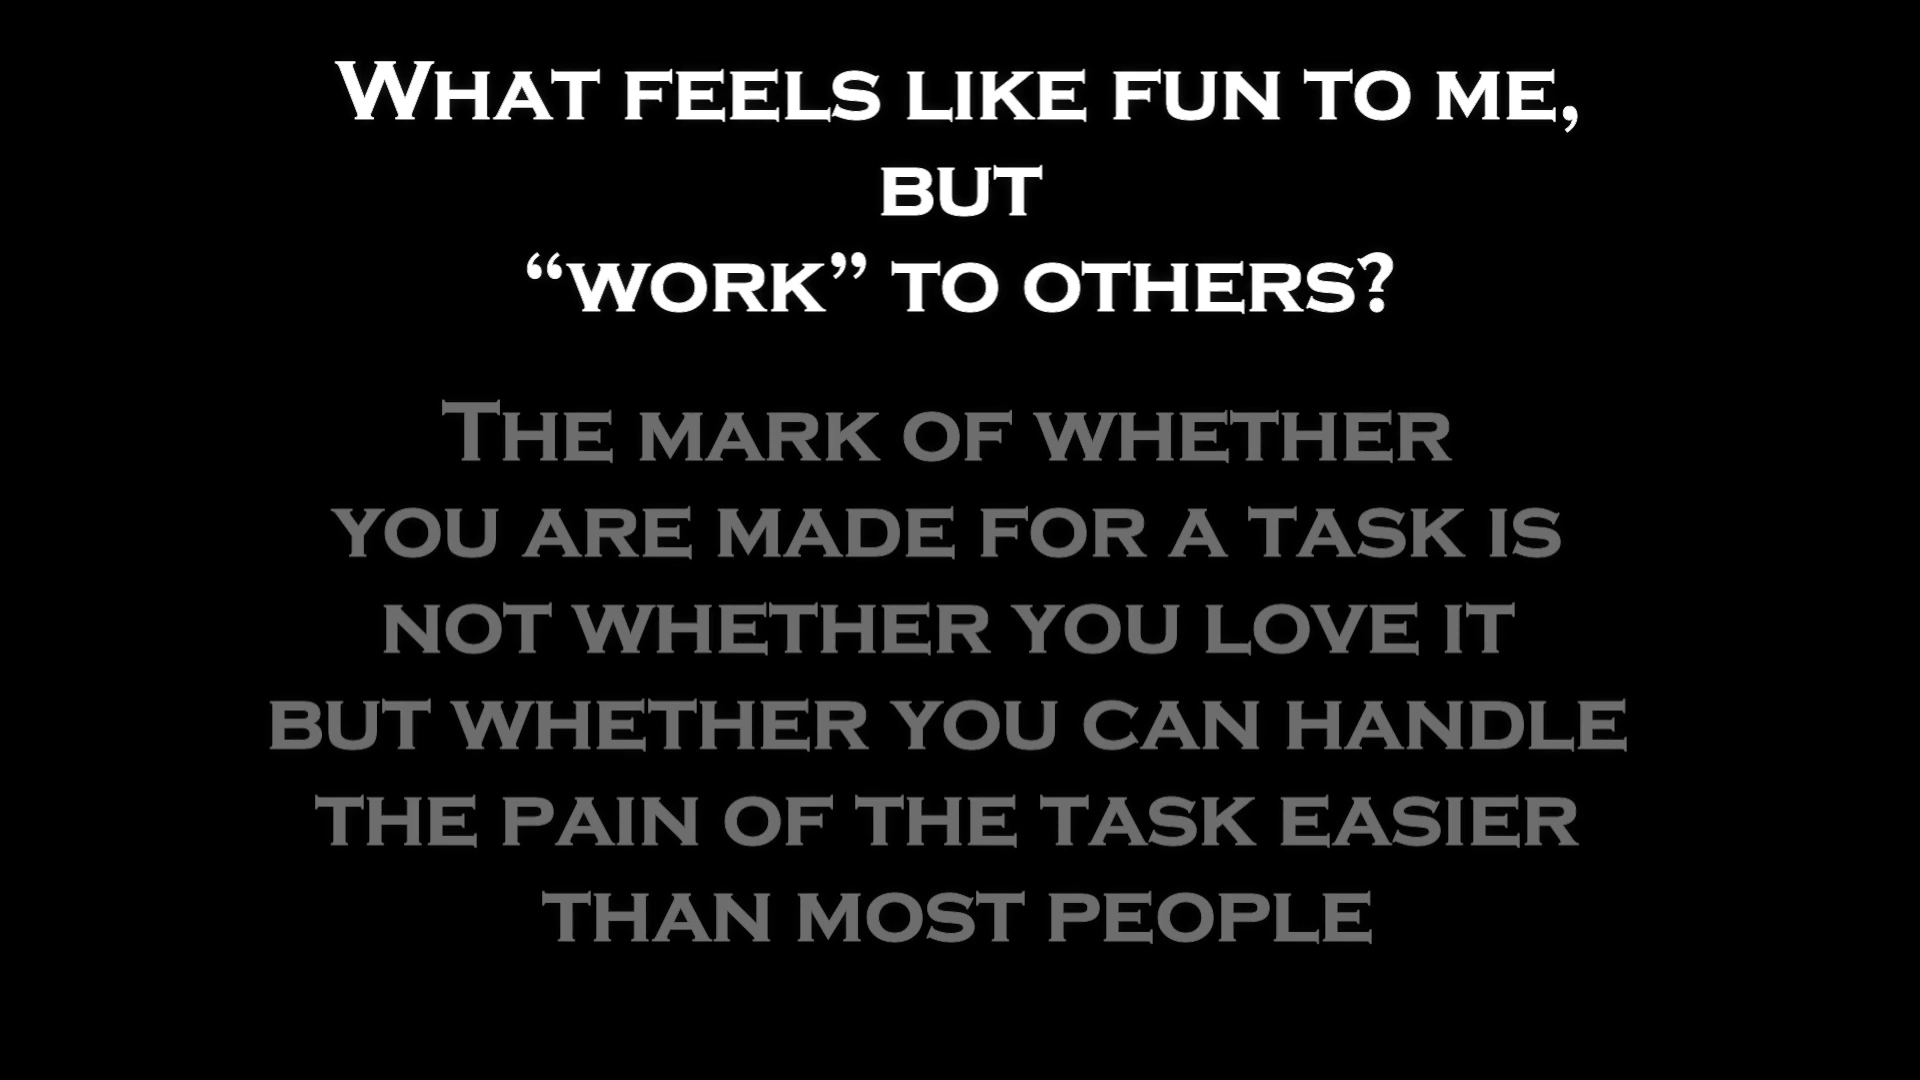 What feels like fun to me,
but
“work” to others?
The mark of whether
you are made for a task is
not whether you love it
but whether you can handle
the pain of the task easier
than most people